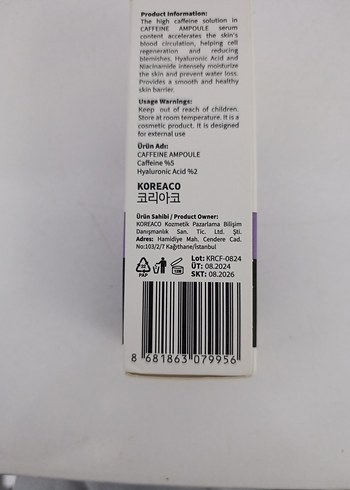 Product Information:
The high caffeine solution in
CAFFEINE AMPOULE serum
content accelerates the skin's
blood circulation, helping cell
regeneration and reducing
blemishes. Hyaluronic Acid and
Niacinamide intensely moisturize
the skin and prevent water loss.
Provides a smooth and healthy
skin barrier.
Usage Warnings:
Keep out of reach of children.
Store at room temperature. It is a
cosmetic product. It is designed
for external use
Ürün Adı:
CAFFEINE AMPOULE
Caffeine %5
Hyaluronic Acid %2
KOREACO
코리아코
Ürün Sahibi / Product Owner:
KOREACO Kozmetik Pazarlama Bilişim
Danışmanlık San. Tic. Ltd. Şti.
Adres: Hamidiye Mah. Cendere Cad.
No:103/2/7 Kağıthane/İstanbul
Lot: KRCF-0824
ÜT: 08.2024
SKT: 08.2026
PAP
8 681863 079956